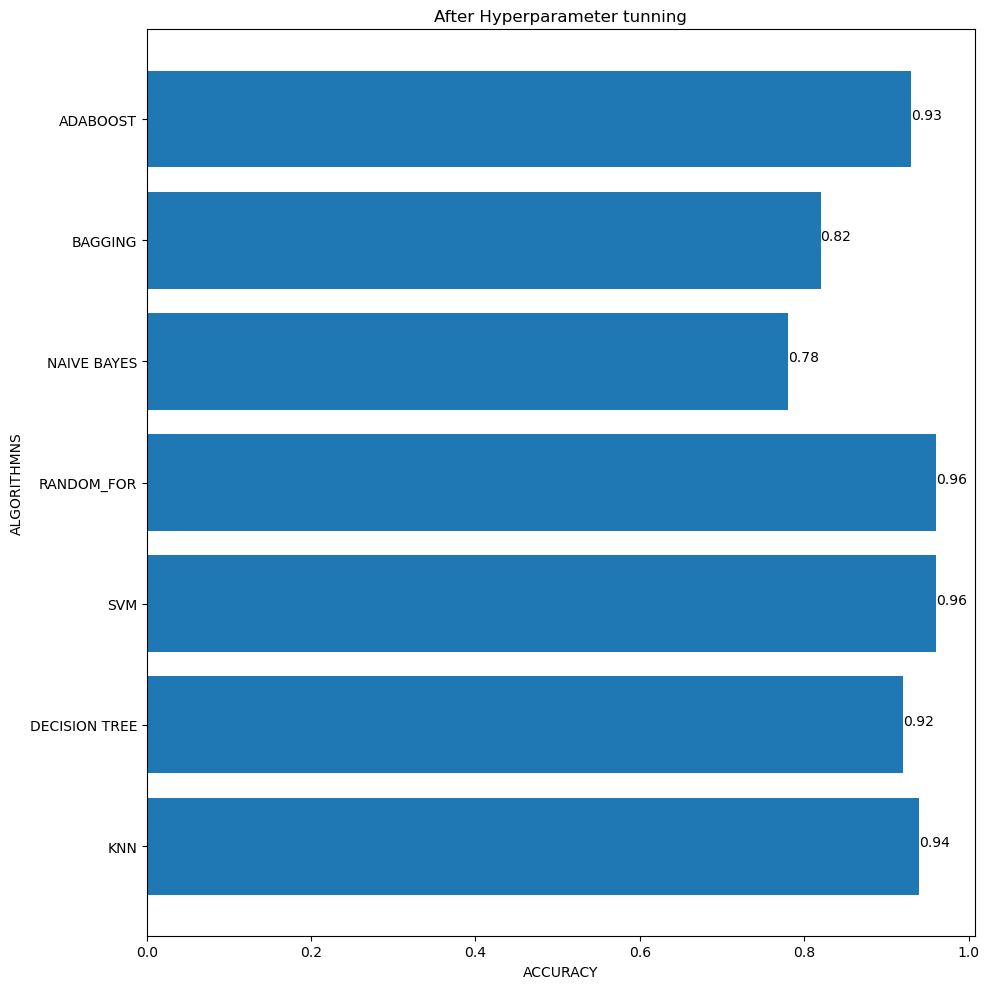 After Hyperparameter tunning
ADABOOST
0.93
BAGGING
0.82
NAIVE BAYES
0.78
RANDOM_FOR
0.96
SVM
0.96
DECISION TREE
0.92
KNN
0.94
ALGORITHMNS
0.0 0.2 0.4 0.6 0.8 1.0
ACCURACY